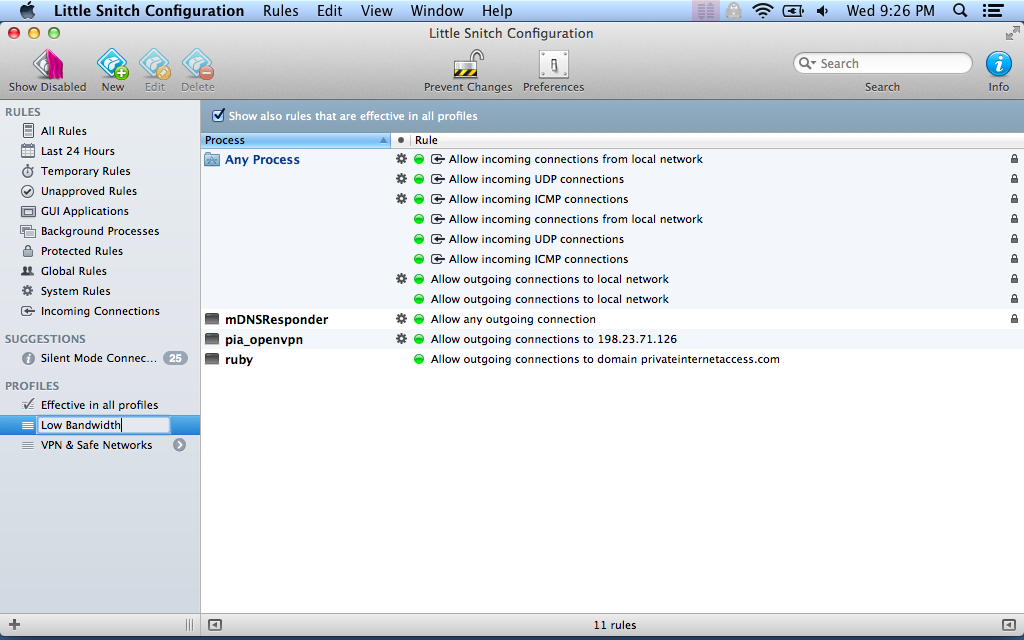 Little Snitch Configuration Rules Edit View Window Help Wed 9:26 PM
Little Snitch Configuration
Show Disabled New Edit Delete Prevent Changes Preferences Search Search Info
RULES
All Rules
Last 24 Hours
Temporary Rules
Unapproved Rules
GUI Applications
Background Processes
Protected Rules
Global Rules
System Rules
Incoming Connections
SUGGESTIONS
Silent Mode Connec... 25
PROFILES
Effective in all profiles
Low Bandwidth
VPN & Safe Networks
Show also rules that are effective in all profiles
Process Rule
Any Process Allow incoming connections from local network
Allow incoming UDP connections
Allow incoming ICMP connections
Allow incoming connections from local network
Allow incoming UDP connections
Allow incoming ICMP connections
Allow outgoing connections to local network
Allow outgoing connections to local network
mDNSResponder Allow any outgoing connection
pia_openvpn Allow outgoing connections to 198.23.71.126
ruby Allow outgoing connections to domain privateinternetaccess.com
11 rules